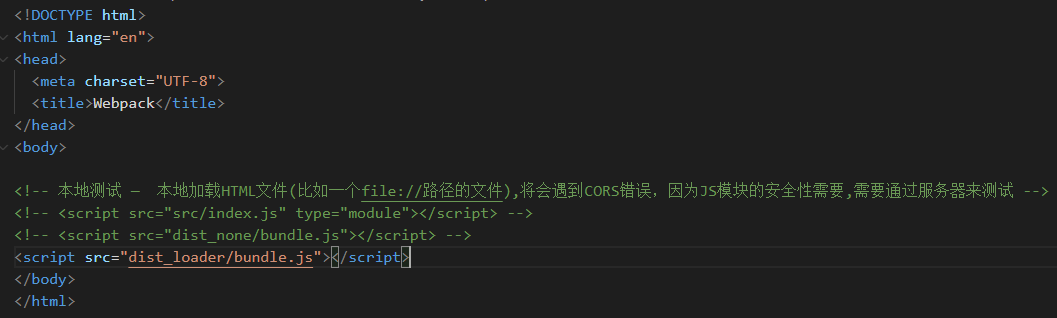 <!DOCTYPE html>
<html lang="en">
<head>
  <meta charset="UTF-8">
  <title>Webpack</title>
</head>
<body>
<!-- 本地测试 — 本地加载HTML文件(比如一个file://路径的文件),将会遇到CORS错误，因为JS模块的安全性需要,需要通过服务器来测试 -->
<!-- <script src="src/index.js" type="module"></script> -->
<!-- <script src="dist_none/bundle.js"></script> -->
<script src="dist_loader/bundle.js"></script>
</body>
</html>